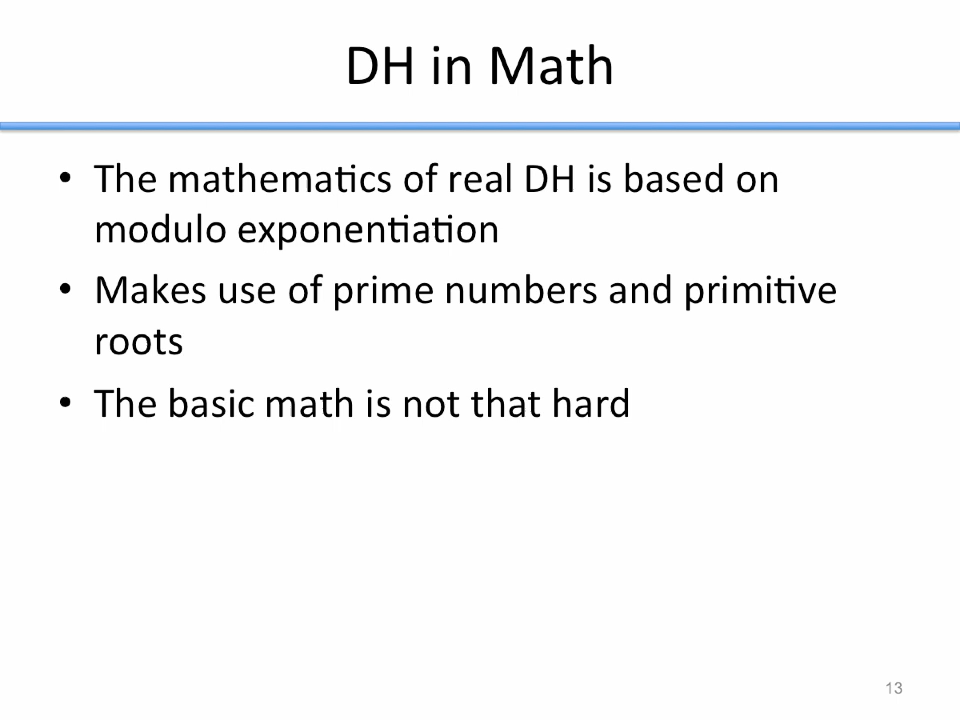 DH in Math
• The mathematics of real DH is based on
modulo exponentiation
• Makes use of prime numbers and primitive
roots
• The basic math is not that hard
13